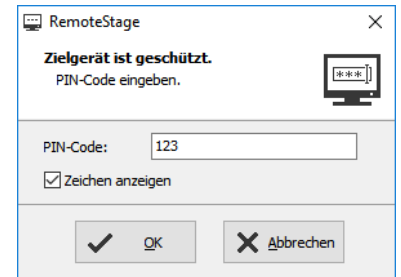 RemoteStage
Zielgerät ist geschützt.
PIN-Code eingeben.
***
PIN-Code: 123
Zeichen anzeigen
OK Abbrechen